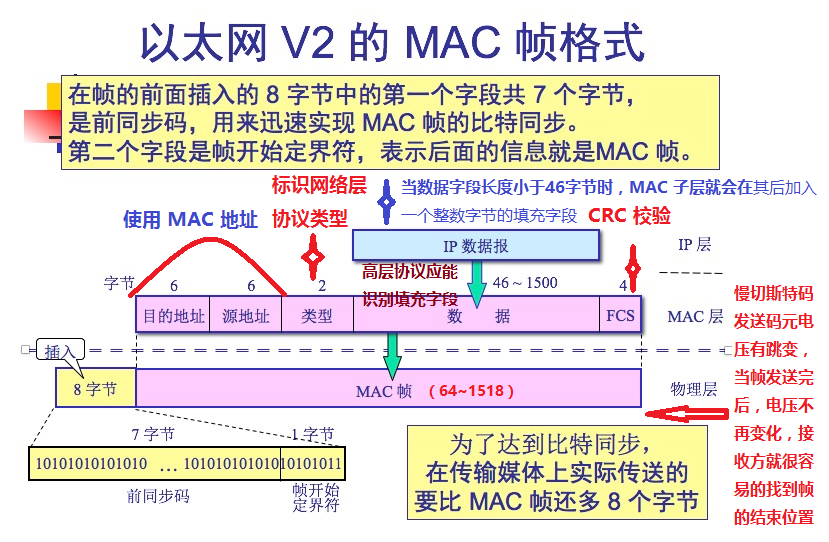 以太网 V2 的 MAC 帧格式
在帧的前面插入的 8 字节中的第一个字段共 7 个字节，
是前同步码，用来迅速实现 MAC 帧的比特同步。
第二个字段是帧开始定界符，表示后面的信息就是MAC 帧。
标识网络层
协议类型
当数据字段长度小于46字节时，MAC 子层就会在其后加入
一个整数字节的填充字段
使用 MAC 地址
CRC 校验
IP 数据报
IP 层
高层协议应能
识别填充字段
字节
6
6
2
46～1500
4
目的地址
源地址
类型
数 据
FCS
MAC 层
插入
8 字节
MAC 帧
（64~1518）
物理层
7 字节
1 字节
10101010101010
…
10101010101010101011
前同步码
帧开始
定界符
为了达到比特同步，
在传输媒体上实际传送的
要比 MAC 帧还多 8 个字节
慢切斯特码
发送码元电
压有跳变，
当帧发送完
后，电压不
再变化，接
收方就很容
易的找到帧
的结束位置